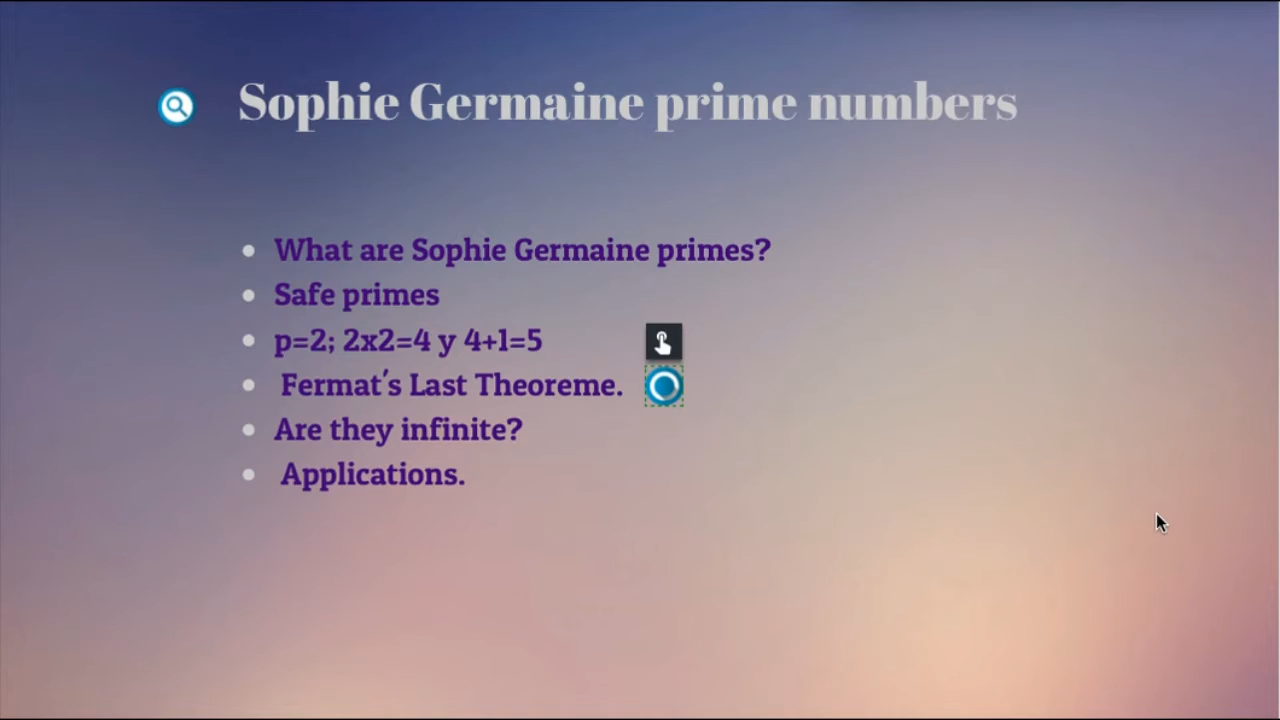 Sophie Germaine prime numbers
What are Sophie Germaine primes?
Safe primes
p=2; 2x2=4 y 4+1=5
Fermat's Last Theoreme.
Are they infinite?
Applications.